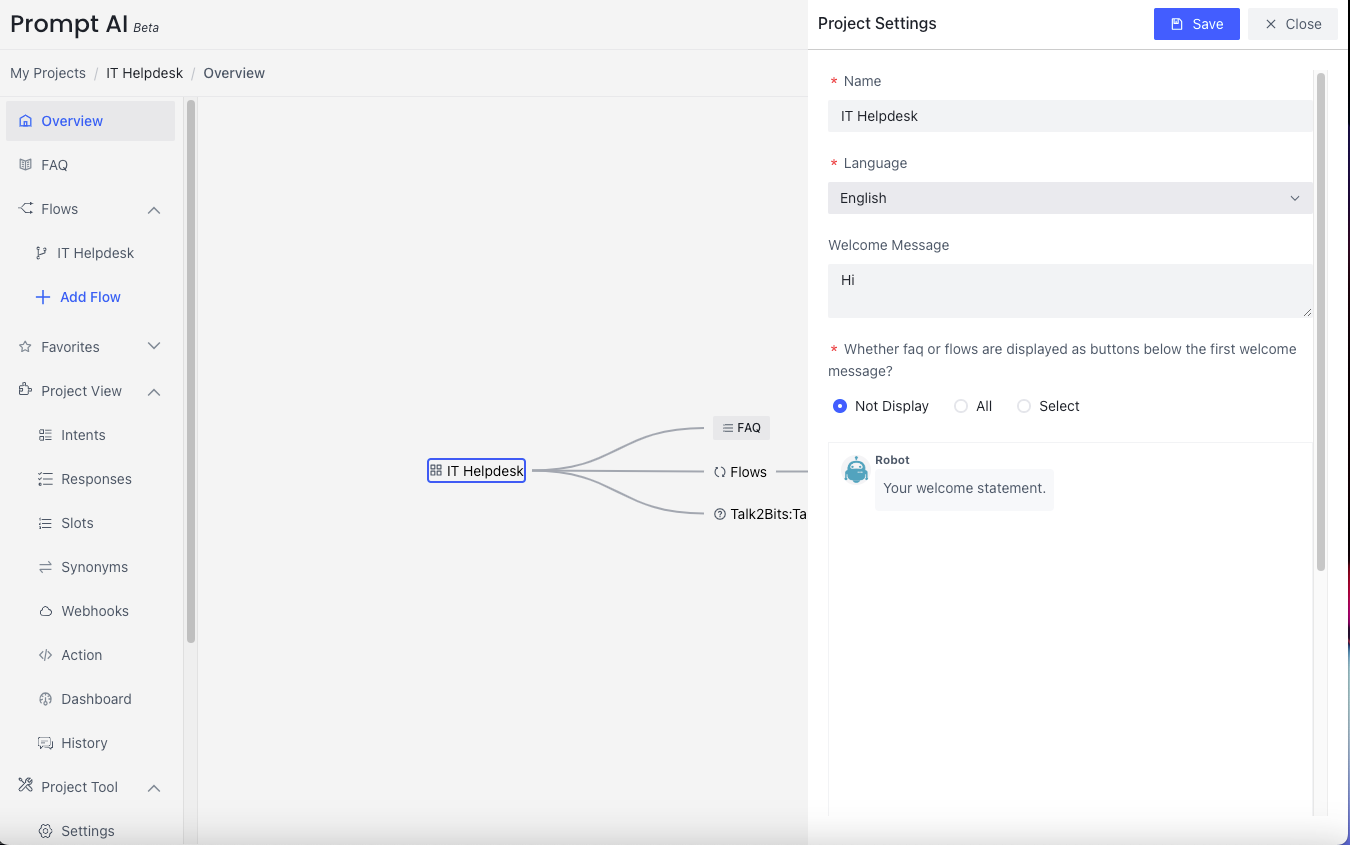 Prompt AI Beta
My Projects / IT Helpdesk / Overview
Overview
FAQ
Flows
IT Helpdesk
Add Flow
Favorites
Project View
Intents
Responses
Slots
Synonyms
Webhooks
Action
Dashboard
History
Project Tool
Settings
IT Helpdesk
FAQ
Flows
Talk2Bits:Ta
Project Settings
Save
Close
* Name
IT Helpdesk
* Language
English
Welcome Message
Hi
* Whether faq or flows are displayed as buttons below the first welcome
message?
Not Display All Select
Robot
Your welcome statement.